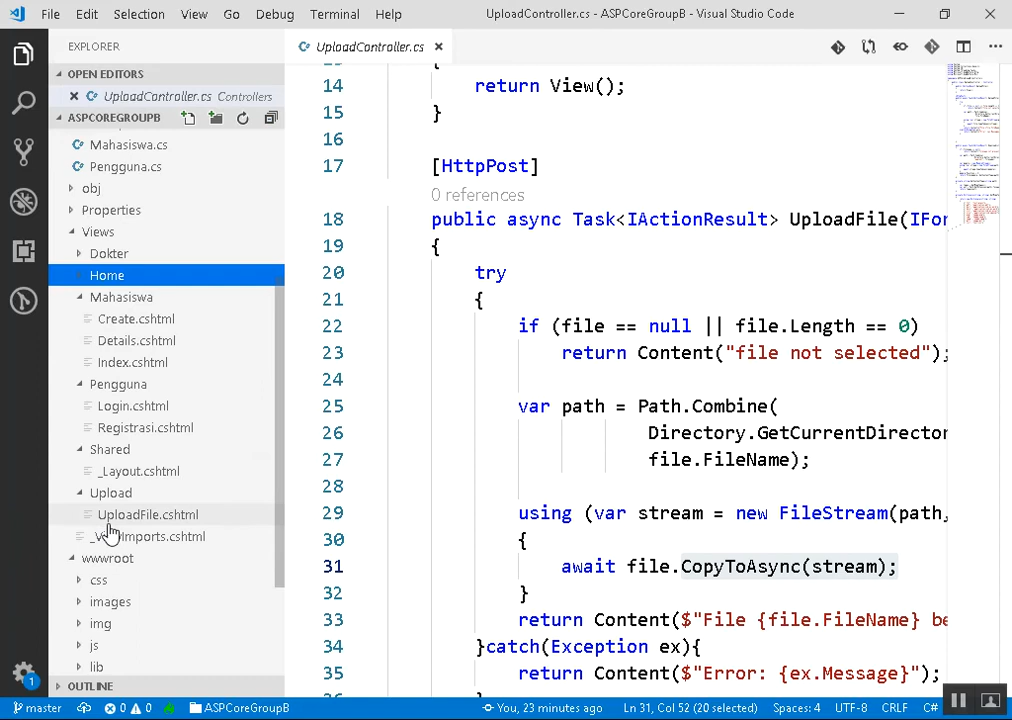 File Edit Selection View Go Debug Terminal Help UploadController.cs - ASPCoreGroupB - Visual Studio Code
EXPLORER
OPEN EDITORS
UploadController.cs Controllers
ASPCOREGROUPB
Mahasiswa.cs
Pengguna.cs
obj
Properties
Views
Dokter
Home
Mahasiswa
Create.cshtml
Details.cshtml
Index.cshtml
Pengguna
Login.cshtml
Registrasi.cshtml
Shared
_Layout.cshtml
Upload
UploadFile.cshtml
Imports.cshtml
wwwroot
css
images
img
js
lib
OUTLINE
UploadController.cs
{
14 return View();
15 }
16
17 [HttpPost]
0 references
18 public async Task<IActionResult> UploadFile(IFor
19 {
20 try
21 {
22 if (file == null || file.Length == 0)
23 return Content("file not selected");
24
25 var path = Path.Combine(
26 Directory.GetCurrentDirector
27 file.FileName);
28
29 using (var stream = new FileStream(path,
30 {
31 await file.CopyToAsync(stream);
32 }
33 return Content($"File {file.FileName} be
34 }catch(Exception ex){
35 return Content($"Error: {ex.Message}");
1
master 0 0 ASPCoreGroupB You, 23 minutes ago Ln 31, Col 52 (20 selected) Spaces: 4 UTF-8 CRLF C#